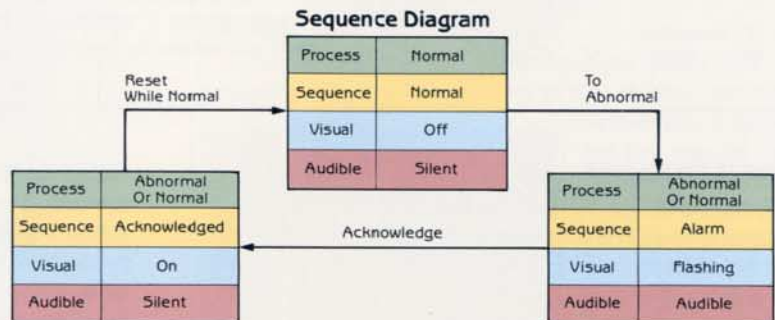 Sequence Diagram
Process Normal
Sequence Normal
Visual Off
Audible Silent
Reset
While Normal
To
Abnormal
Process Abnormal
Or Normal
Sequence Acknowledged
Visual On
Audible Silent
Acknowledge
Process Abnormal
Or Normal
Sequence Alarm
Visual Flashing
Audible Audible